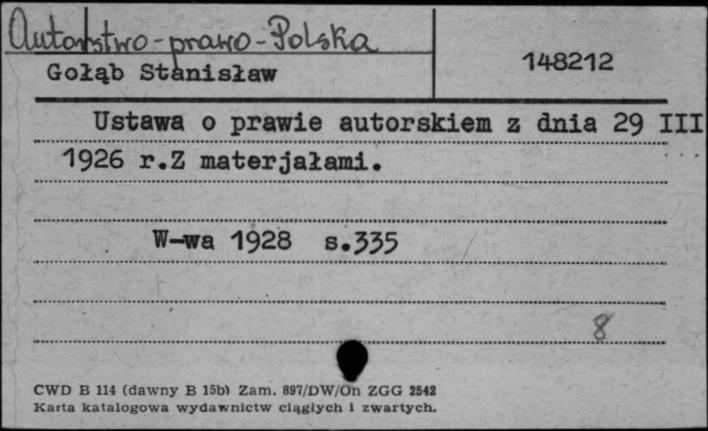 Autorstwo-prawo-Polska
Gołąb Stanisław
148212
Ustawa o prawie autorskiem z dnia 29 III
1926 r.Z materjałami.
W-wa 1928 s.335
8
CWD B 114 (dawny B 15b) Zam. 897/DW/On ZGG 2542
Karta katalogowa wydawnictw ciągłych i zwartych.